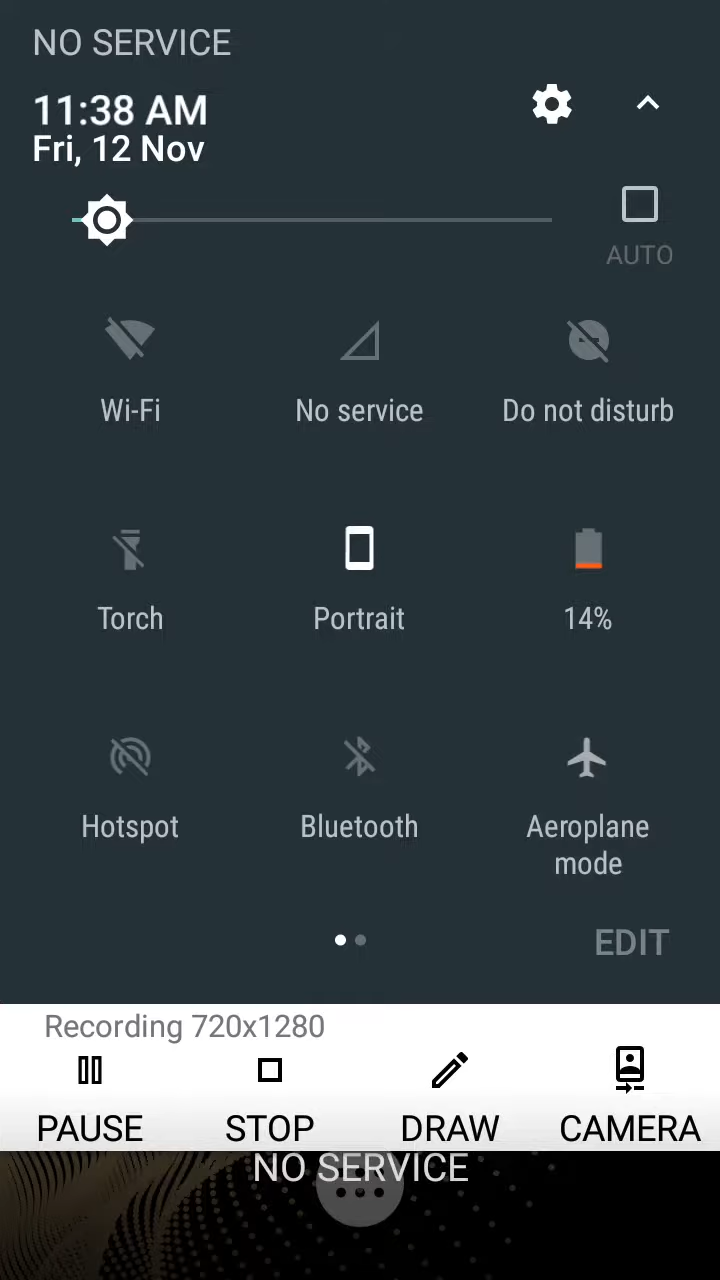 NO SERVICE
11:38 AM
Fri, 12 Nov
AUTO
Wi-Fi
No service
Do not disturb
Torch
Portrait
14%
Hotspot
Bluetooth
Aeroplane
mode
EDIT
Recording 720x1280
PAUSE
STOP
DRAW
CAMERA
NO SERVICE